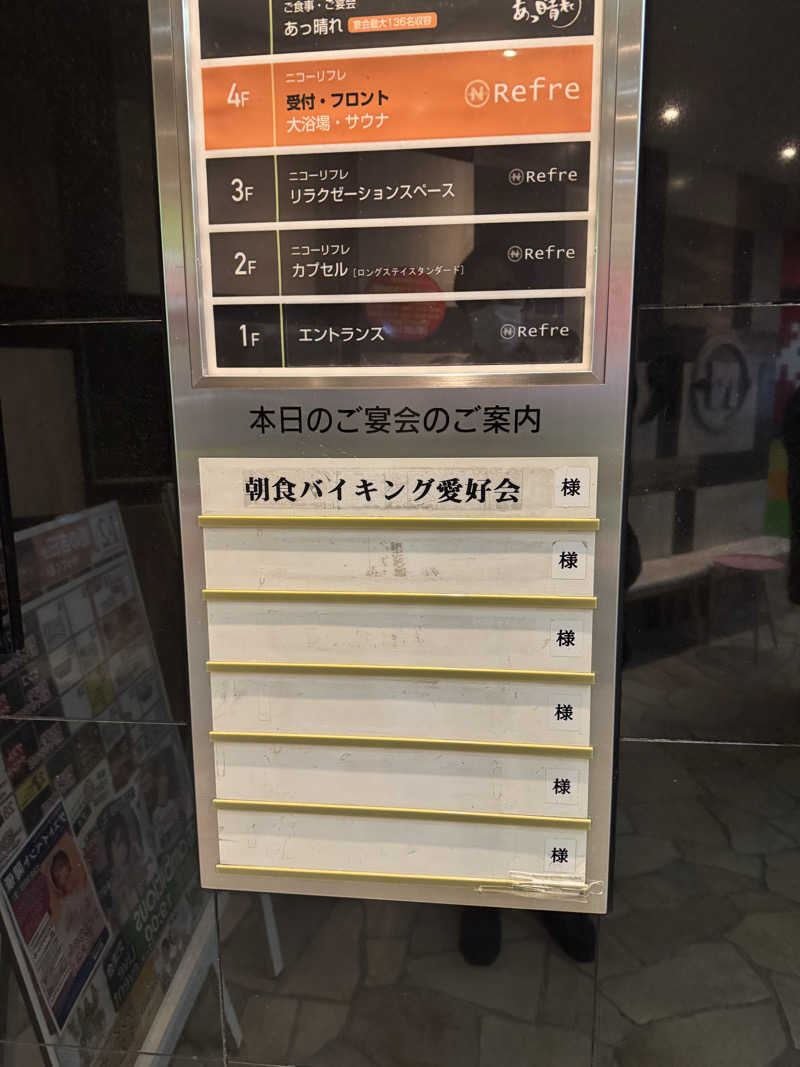 ご食事・ご宴会
あっ晴れ 宴会最大136名収容
あっ晴れ
4F
ニコーリフレ
受付・フロント
大浴場・サウナ
Refre
3F
ニコーリフレ
リラクゼーションスペース
Refre
2F
ニコーリフレ
カプセル [ロングステイスタンダード]
Refre
1F
エントランス
Refre
本日のご宴会のご案内
朝食バイキング愛好会 様
様
様
様
様
様